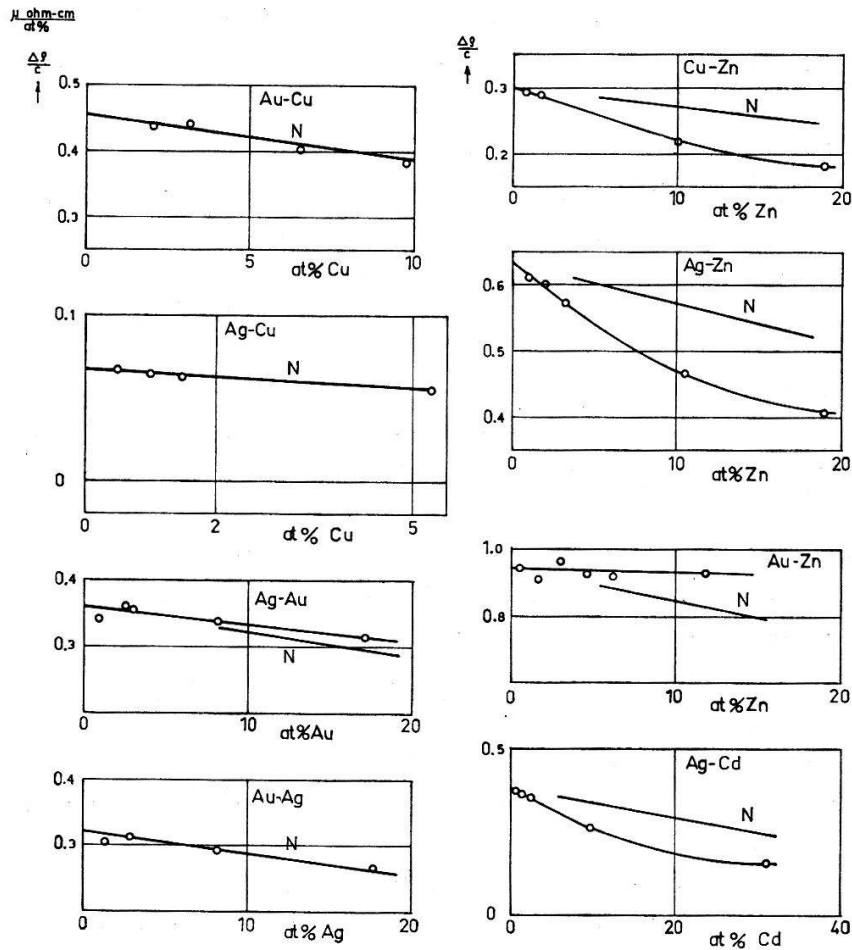 μ ohm-cm
at%
Δρ
c
0.5
0.4
0.3
Au-Cu
N
0
5
10
at% Cu
0.1
0
Ag-Cu
N
0
2
5
at% Cu
0.4
0.3
Ag-Au
N
0
10
20
at% Au
0.4
0.3
Au-Ag
N
0
10
20
at% Ag
Δρ
c
0.3
0.2
Cu-Zn
N
0
10
20
at% Zn
0.6
0.5
0.4
Ag-Zn
N
0
10
20
at% Zn
1.0
0.8
Au-Zn
N
0
10
20
at% Zn
0.5
0
Ag-Cd
N
0
20
40
at% Cd